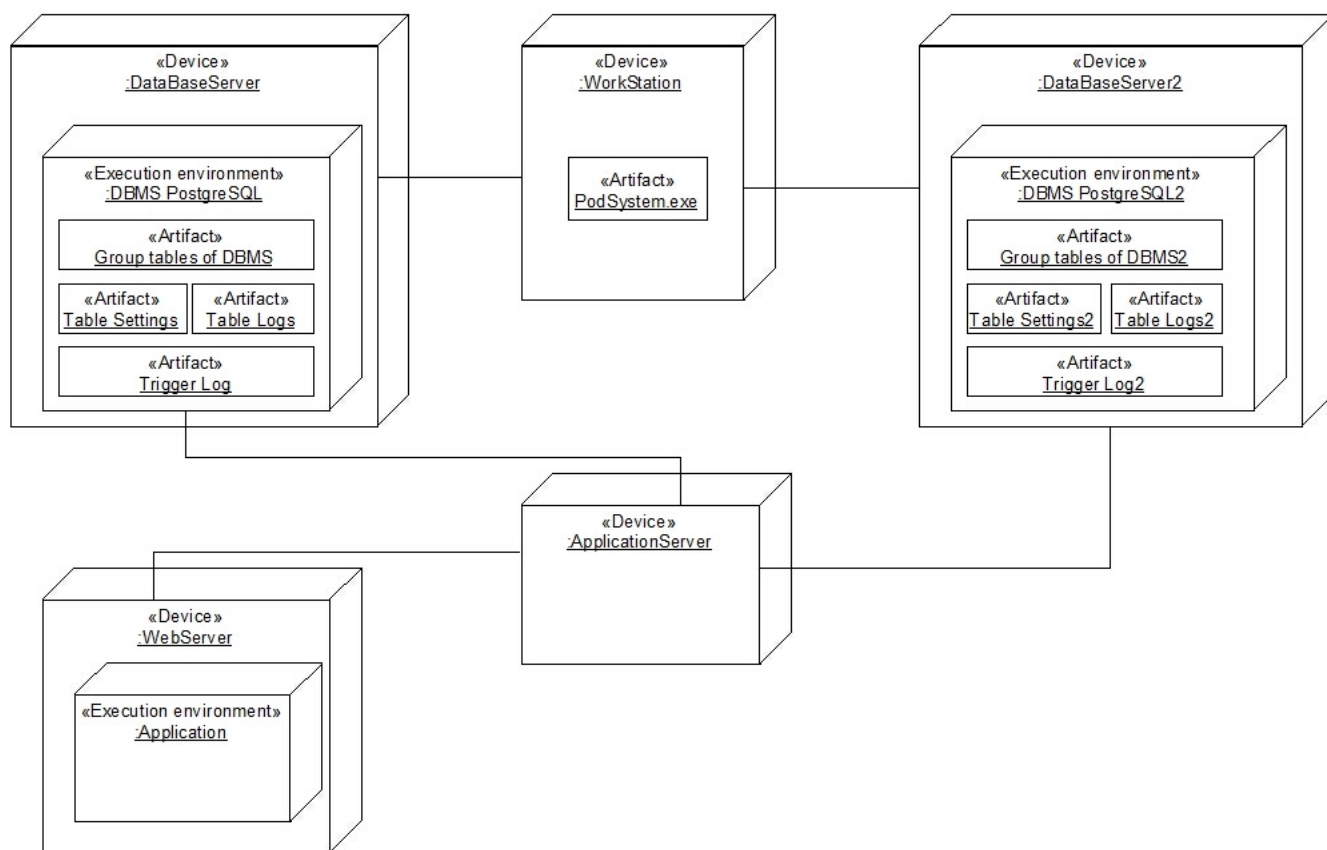 «Device»
:DataBaseServer
«Execution environment»
:DBMS PostgreSQL
«Artifact»
Group tables of DBMS
«Artifact»
Table Settings
«Artifact»
Table Logs
«Artifact»
Trigger Log
«Device»
:WorkStation
«Artifact»
PodSystem.exe
«Device»
:DataBaseServer2
«Execution environment»
:DBMS PostgreSQL2
«Artifact»
Group tables of DBMS2
«Artifact»
Table Settings2
«Artifact»
Table Logs2
«Artifact»
Trigger Log2
«Device»
:ApplicationServer
«Device»
:WebServer
«Execution environment»
:Application